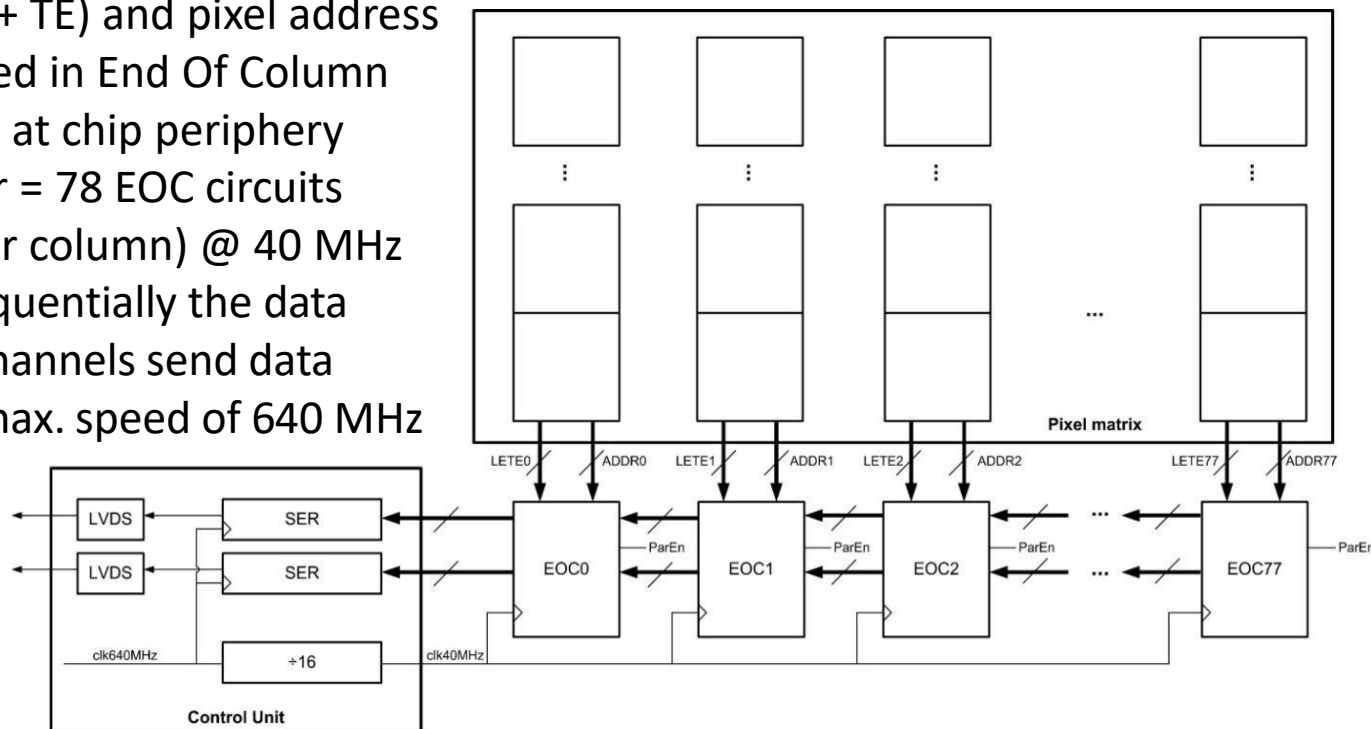 + TE) and pixel address
ed in End Of Column
at chip periphery
r = 78 EOC circuits
r column) @ 40 MHz
quentially the data
hannels send data
nax. speed of 640 MHz
Pixel matrix
LETE0 ADDR0 LETE1 ADDR1 LETE2 ADDR2 LETE77 ADDR77
LVDS SER
LVDS SER
EOC0 ParEn EOC1 ParEn EOC2 ParEn EOC77 ParEn
clk640MHz ÷16 clk40MHz
Control Unit